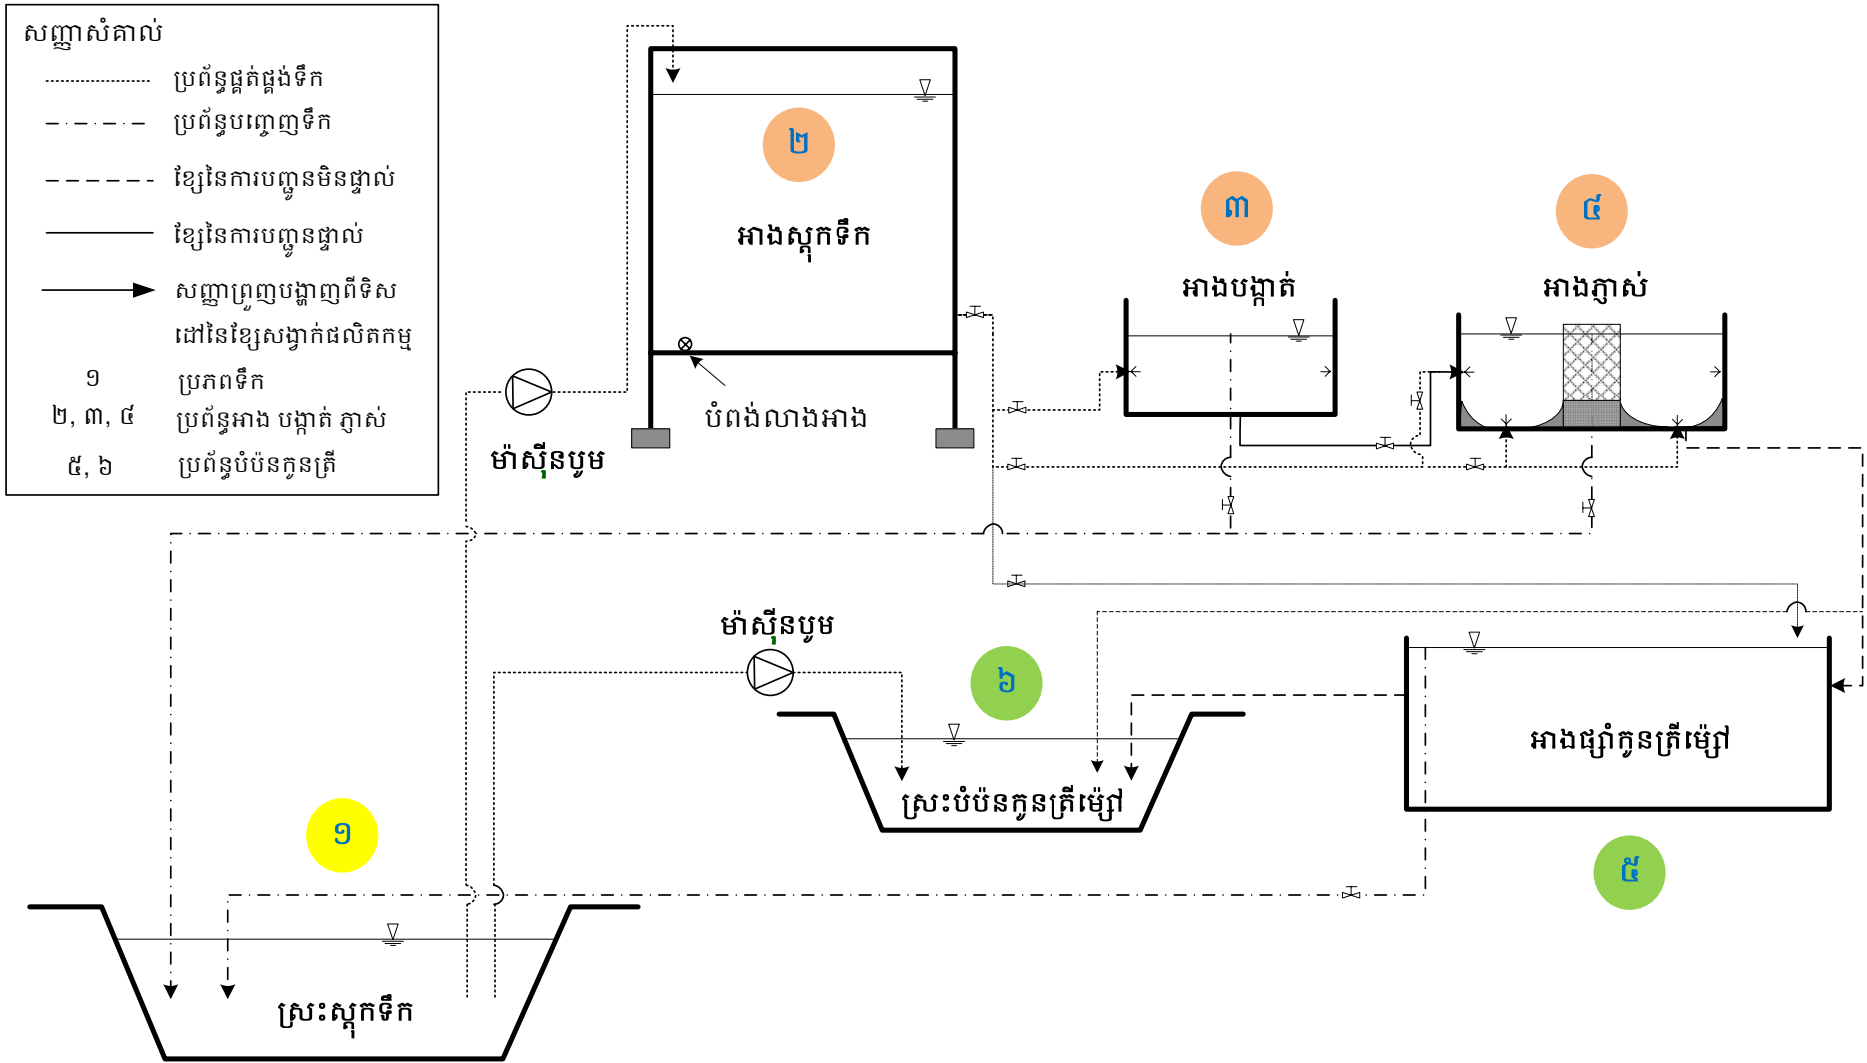 សញ្ញាសំគាល់
ប្រព័ន្ធផ្គត់ផ្គង់ទឹក
ប្រព័ន្ធបញ្ចេញទឹក
ខ្សែនៃការបញ្ជូនមិនផ្ទាល់
ខ្សែនៃការបញ្ជូនផ្ទាល់
សញ្ញាព្រួញបង្ហាញពីទិស
ដៅនៃខ្សែសង្វាក់ផលិតកម្ម
១ ប្រភពទឹក
២, ៣, ៤ ប្រព័ន្ធអាង បង្កាត់ ភ្ញាស់
៥, ៦ ប្រព័ន្ធបំប៉នកូនត្រី
២
អាងស្តុកទឹក
បំពង់លាងអាង
ម៉ាស៊ីនបូម
៣
អាងបង្កាត់
៤
អាងភ្ញាស់
ម៉ាស៊ីនបូម
៦
ស្រះបំប៉នកូនត្រីម៉្សៅ
អាងផ្សាំកូនត្រីម៉្សៅ
៥
១
ស្រះស្តុកទឹក